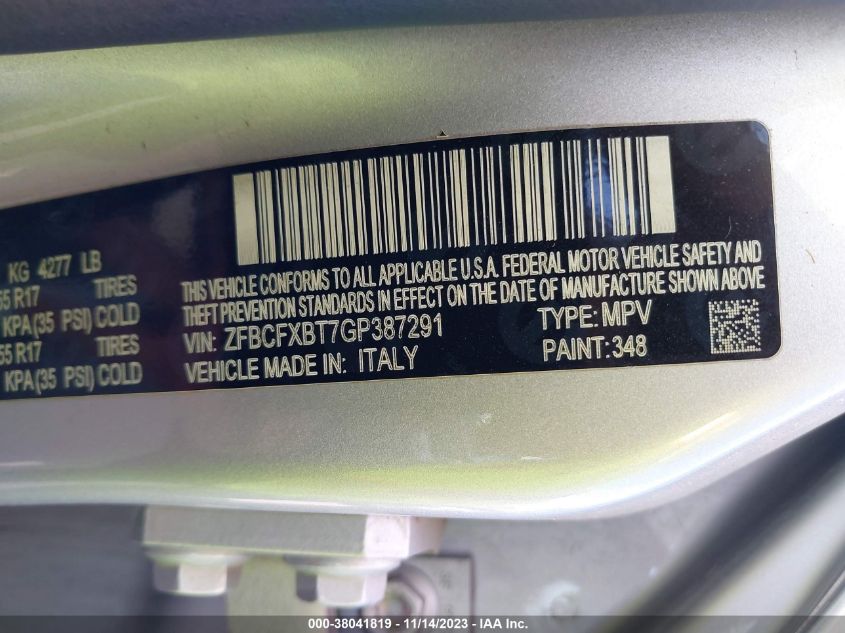 KG 4277 LB
55 R17 TIRES
KPA(35 PSI) COLD
55 R17 TIRES
KPA(35 PSI) COLD
THIS VEHICLE CONFORMS TO ALL APPLICABLE U.S.A. FEDERAL MOTOR VEHICLE SAFETY AND
THEFT PREVENTION STANDARDS IN EFFECT ON THE DATE OF MANUFACTURE SHOWN ABOVE
VIN: ZFBCFXBT7GP387291 TYPE: MPV
VEHICLE MADE IN: ITALY PAINT: 348
000-38041819 - 11/14/2023 - IAA Inc.